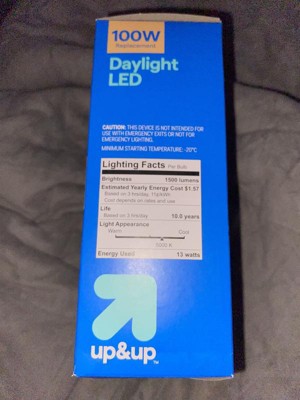 100W
Replacement
Daylight
LED
CAUTION: THIS DEVICE IS NOT INTENDED FOR
USE WITH EMERGENCY EXITS OR NOT FOR
EMERGENCY LIGHTING.
MINIMUM STARTING TEMPERATURE: -20°C
Lighting Facts Per Bulb
Brightness 1500 lumens
Estimated Yearly Energy Cost $1.57
Based on 3 hrs/day, 11¢/kWh
Cost depends on rates and use
Life
Based on 3 hrs/day 10.0 years
Light Appearance
Warm Cool
5000 K
Energy Used 13 watts
up&up™